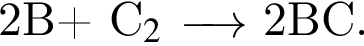 2B+ C₂ ⟶ 2BC.